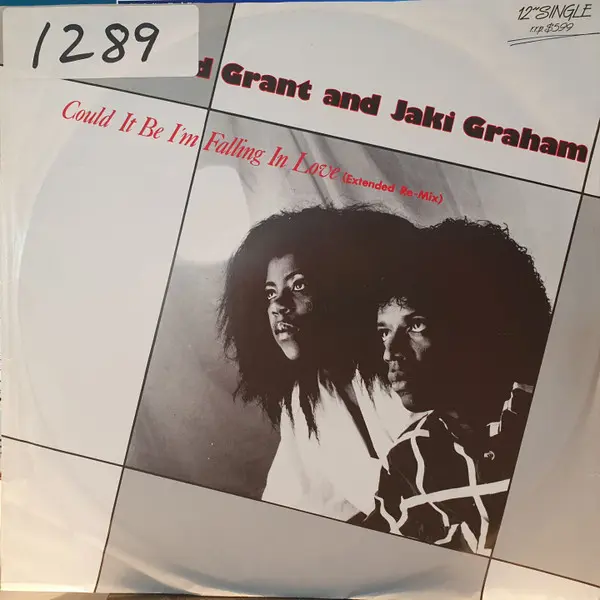 1289
12" SINGLE
r.r.p. $5.99
d Grant and Jaki Graham
Could It Be I'm Falling In Love (Extended Re-Mix)